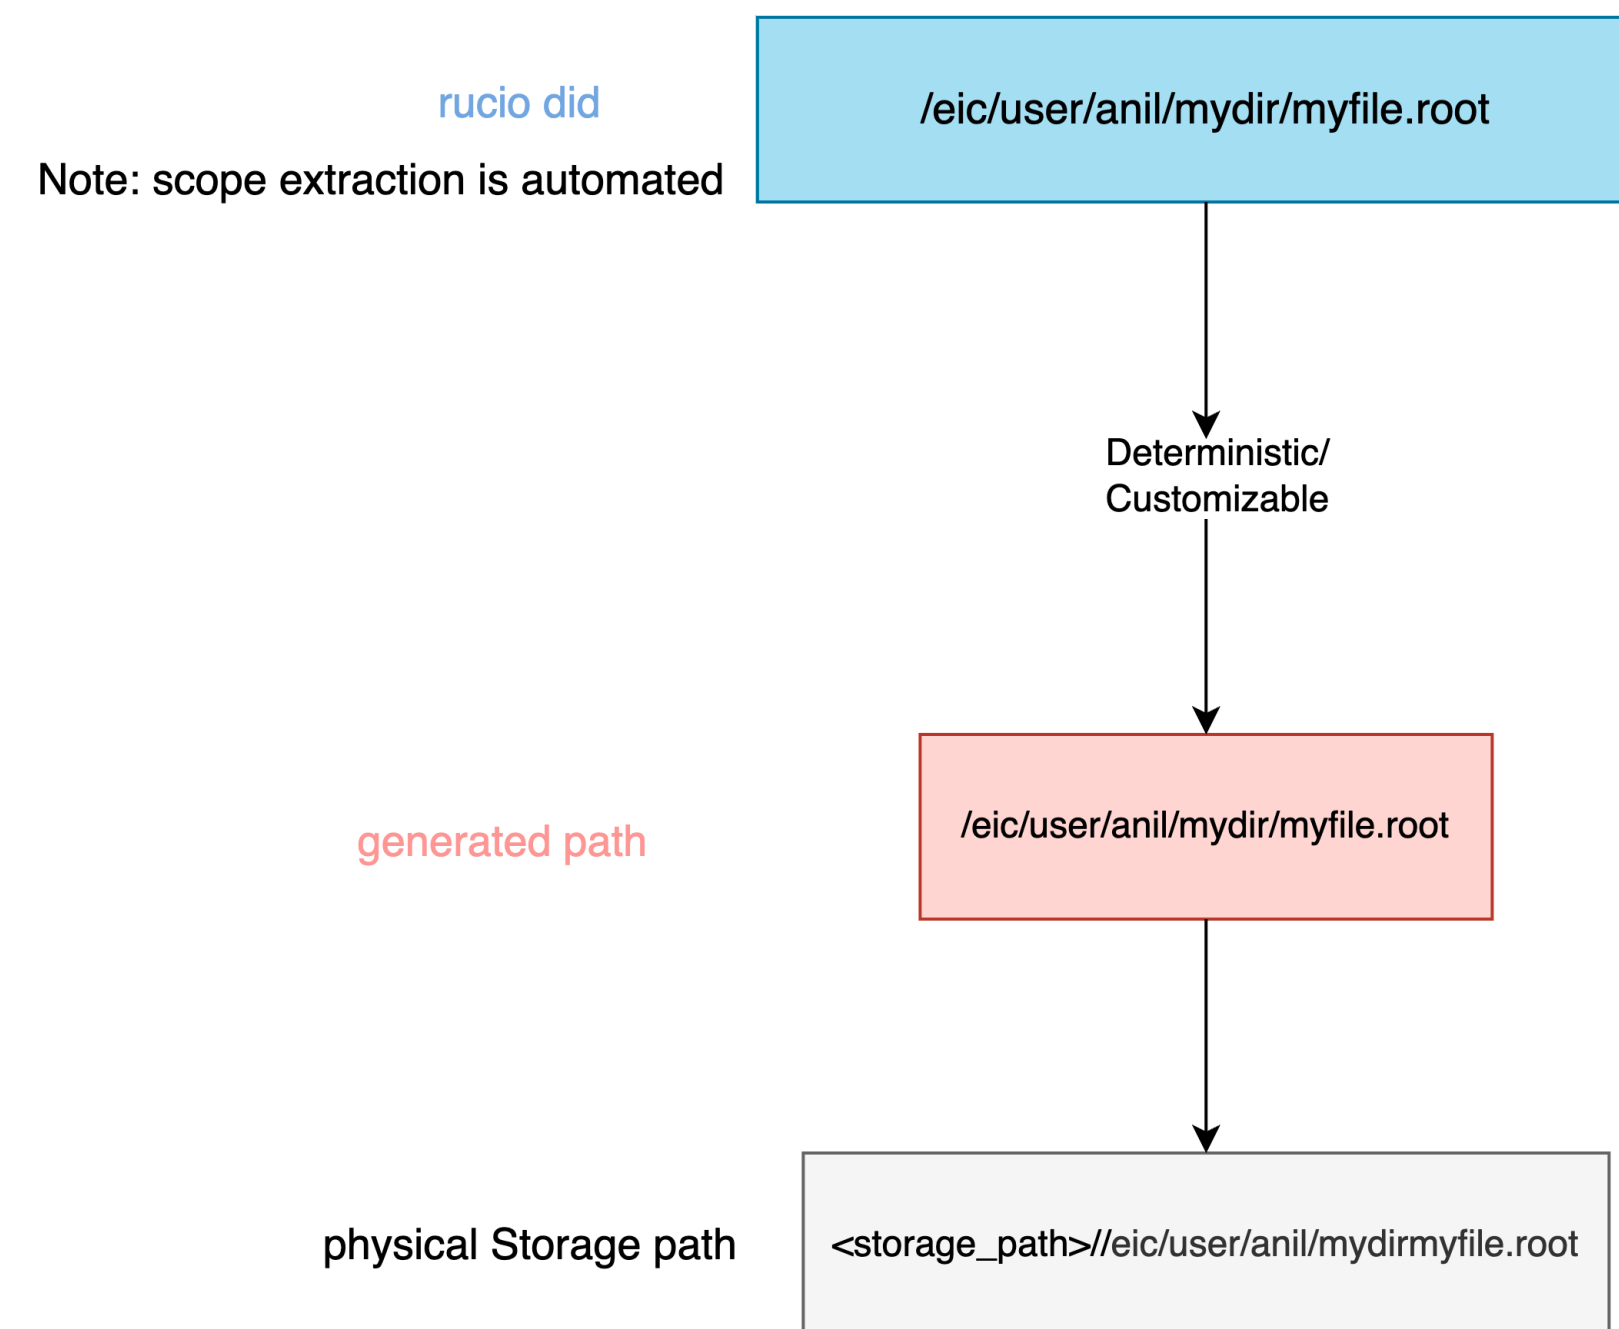 rucio did
/eic/user/anil/mydir/myfile.root
Note: scope extraction is automated
Deterministic/
Customizable
generated path
/eic/user/anil/mydir/myfile.root
physical Storage path
<storage_path>//eic/user/anil/mydirmyfile.root